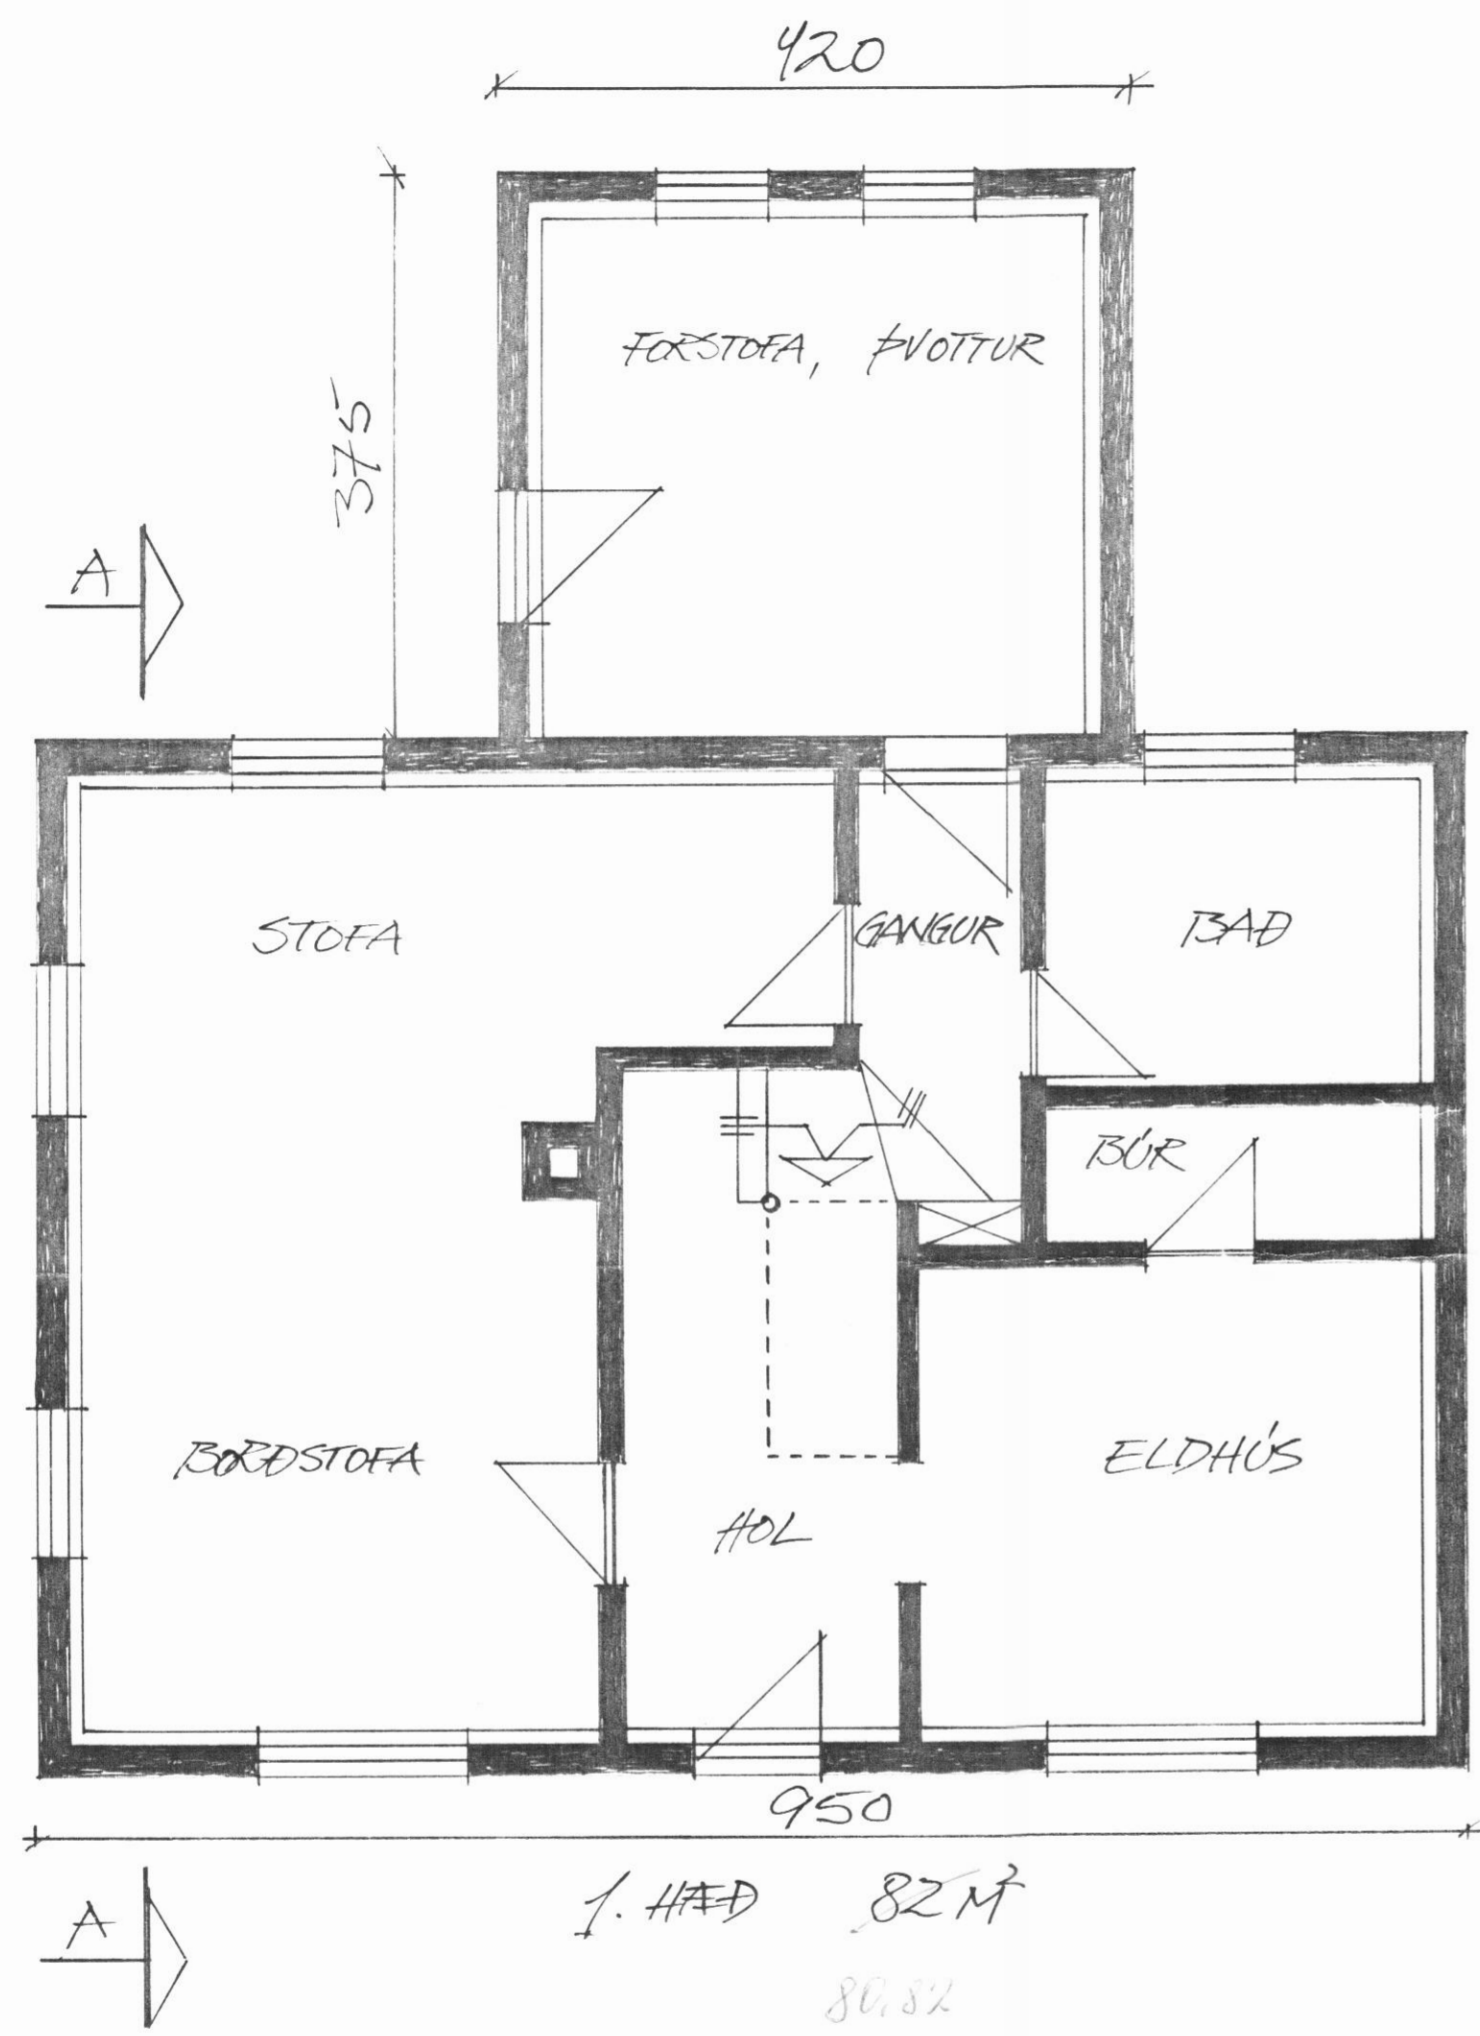 420
FORSTOFA, ÞVOTTUR
375
A
STOFA
GANGUR
BAÐ
BÚR
BORÐSTOFA
ELDHÚS
HOL
950
1. HÆÐ 82 M²
A
80,82